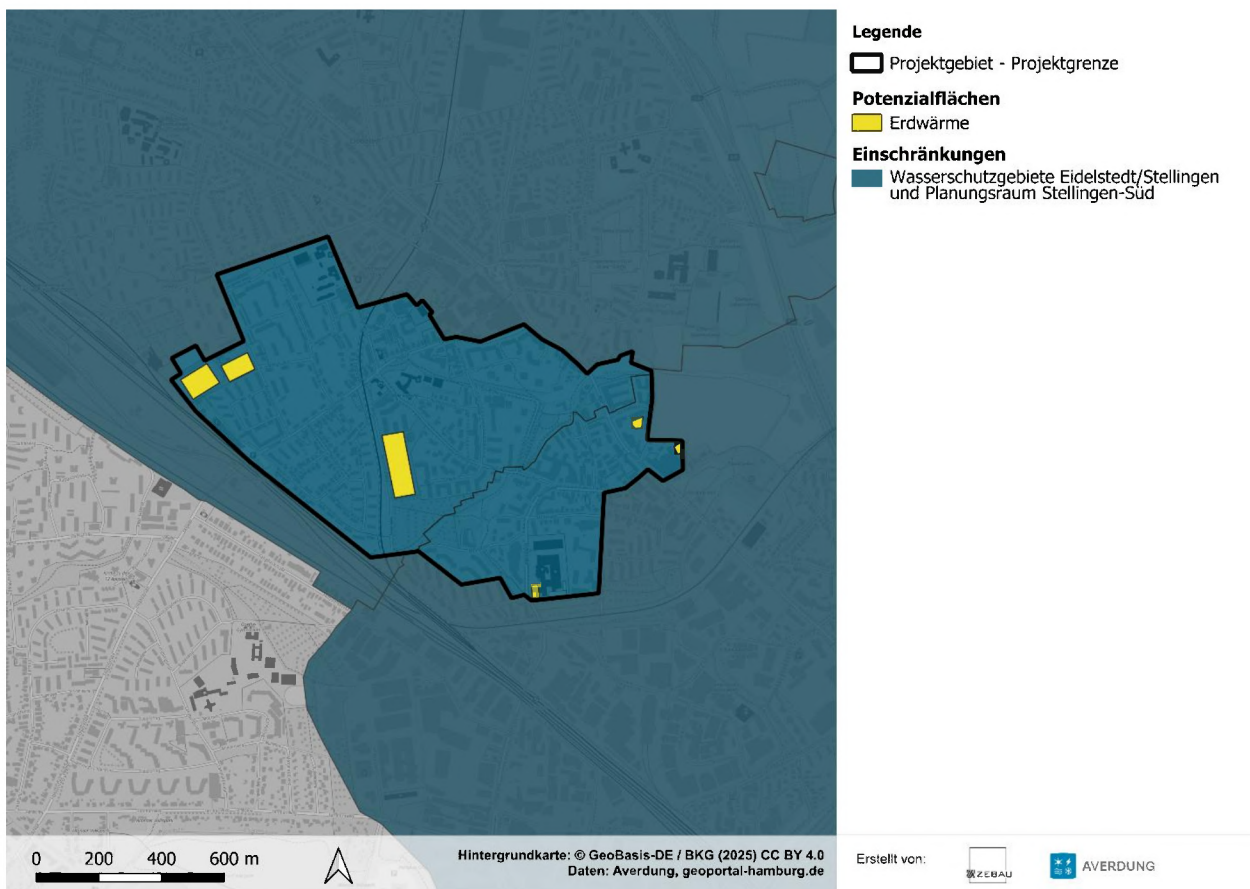 Legende
Projektgebiet - Projektgrenze
Potenzialflächen
Erdwärme
Einschränkungen
Wasserschutzgebiete Eidelstedt/Stellingen
und Planungsraum Stellingen-Süd
0 200 400 600 m
Hintergrundkarte: © GeoBasis-DE / BKG (2025) CC BY 4.0
Daten: Averdung, geoportal-hamburg.de
Erstellt von:
ZEBAU
AVERDUNG